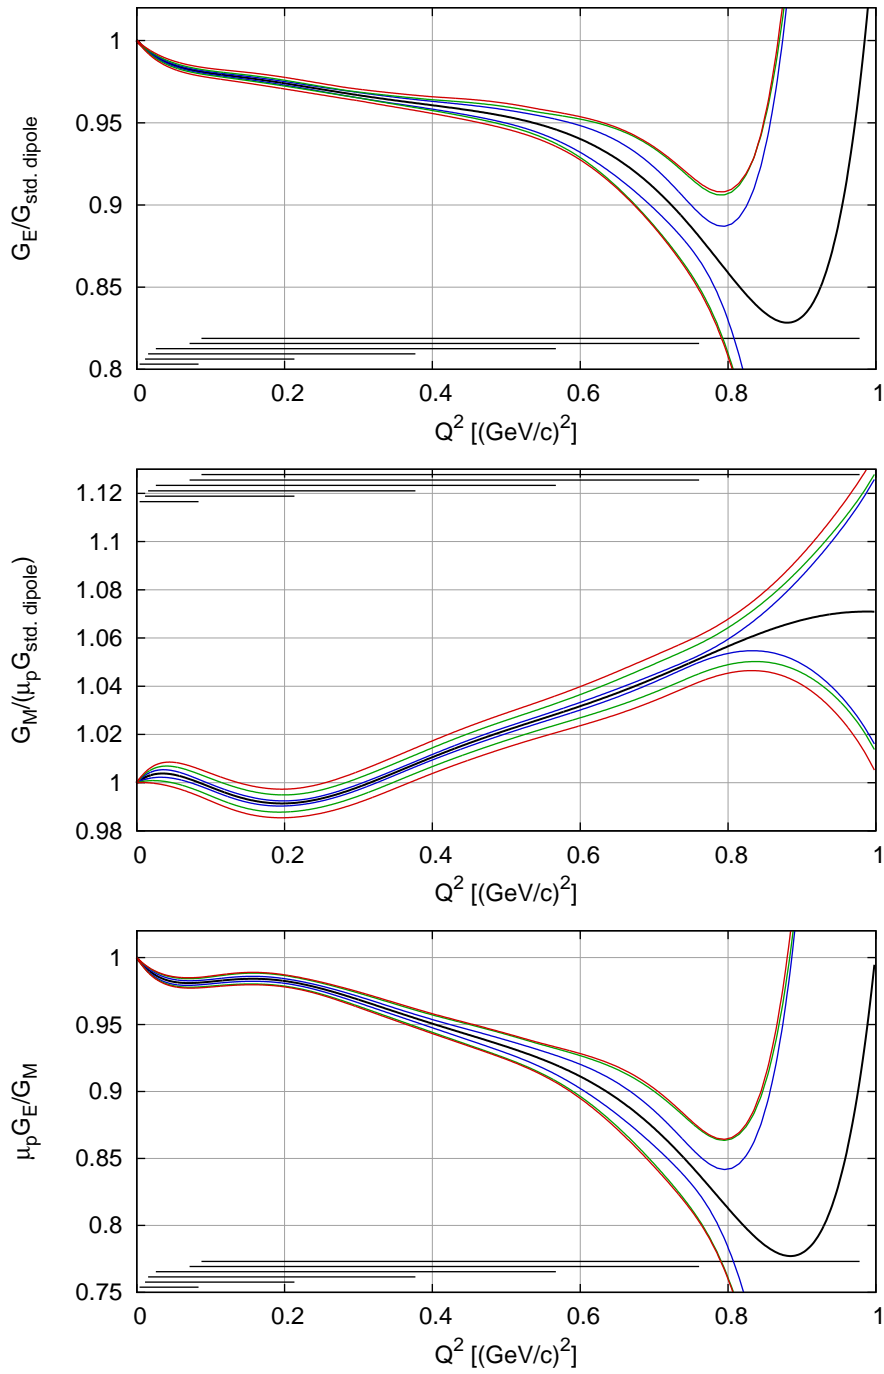 1
0.95
0.9
0.85
0.8
G_E/G_std. dipole
0 0.2 0.4 0.6 0.8 1
Q^2 [(GeV/c)^2]
1.12
1.1
1.08
1.06
1.04
1.02
1
0.98
G_M/(μ_pG_std. dipole)
0 0.2 0.4 0.6 0.8 1
Q^2 [(GeV/c)^2]
1
0.95
0.9
0.85
0.8
0.75
μ_pG_E/G_M
0 0.2 0.4 0.6 0.8 1
Q^2 [(GeV/c)^2]